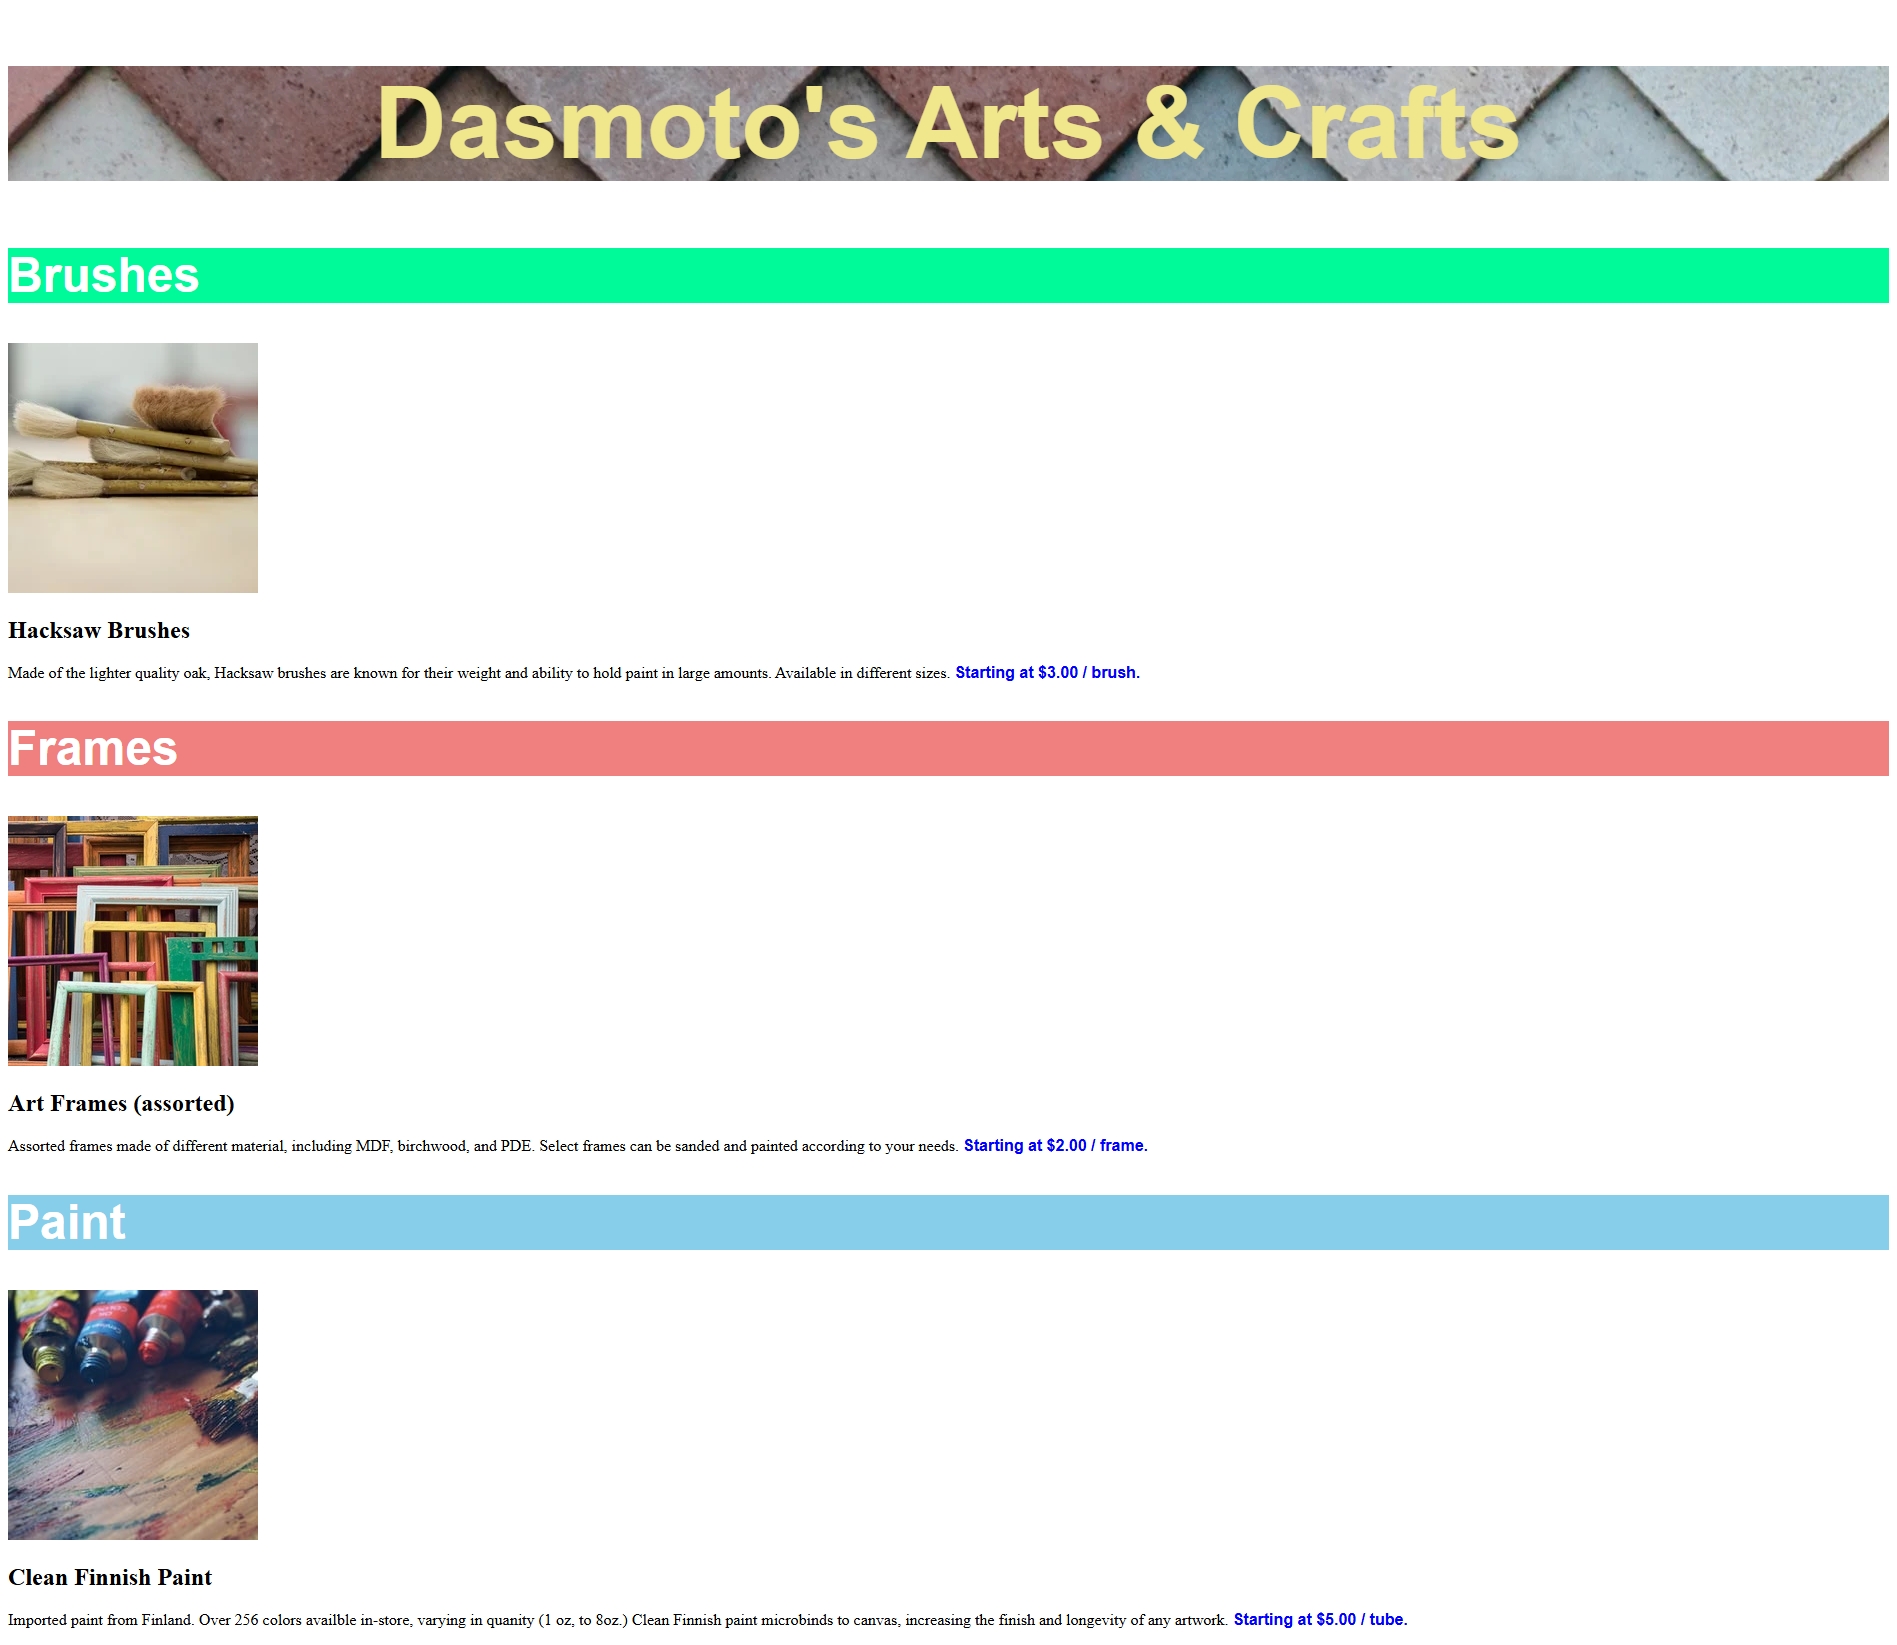 Dasmoto's Arts & Crafts
Brushes
Hacksaw Brushes
Made of the lighter quality oak, Hacksaw brushes are known for their weight and ability to hold paint in large amounts. Available in different sizes. Starting at $3.00 / brush.
Frames
Art Frames (assorted)
Assorted frames made of different material, including MDF, birchwood, and PDE. Select frames can be sanded and painted according to your needs. Starting at $2.00 / frame.
Paint
Clean Finnish Paint
Imported paint from Finland. Over 256 colors availble in-store, varying in quanity (1 oz, to 8oz.) Clean Finnish paint microbinds to canvas, increasing the finish and longevity of any artwork. Starting at $5.00 / tube.